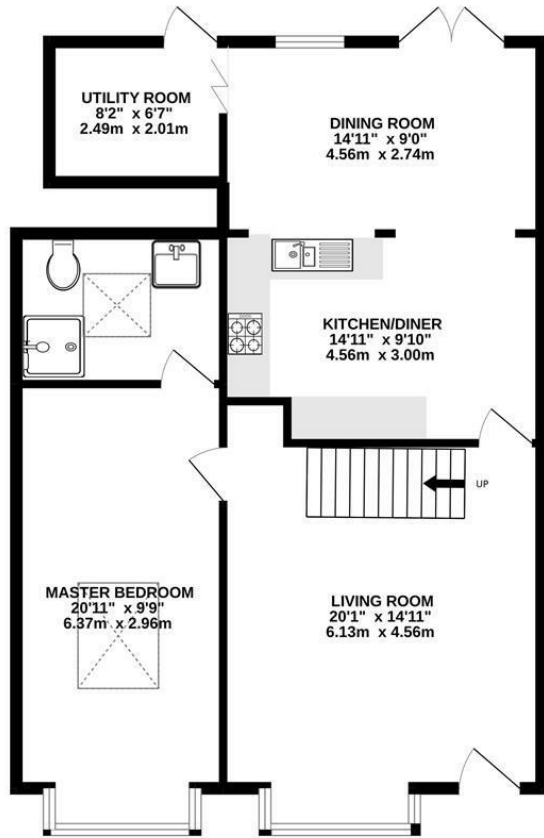 UTILITY ROOM
8'2" x 6'7"
2.49m x 2.01m
DINING ROOM
14'11" x 9'0"
4.56m x 2.74m
KITCHEN/DINER
14'11" x 9'10"
4.56m x 3.00m
UP
MASTER BEDROOM
20'11" x 9'9"
6.37m x 2.96m
LIVING ROOM
20'1" x 14'11"
6.13m x 4.56m